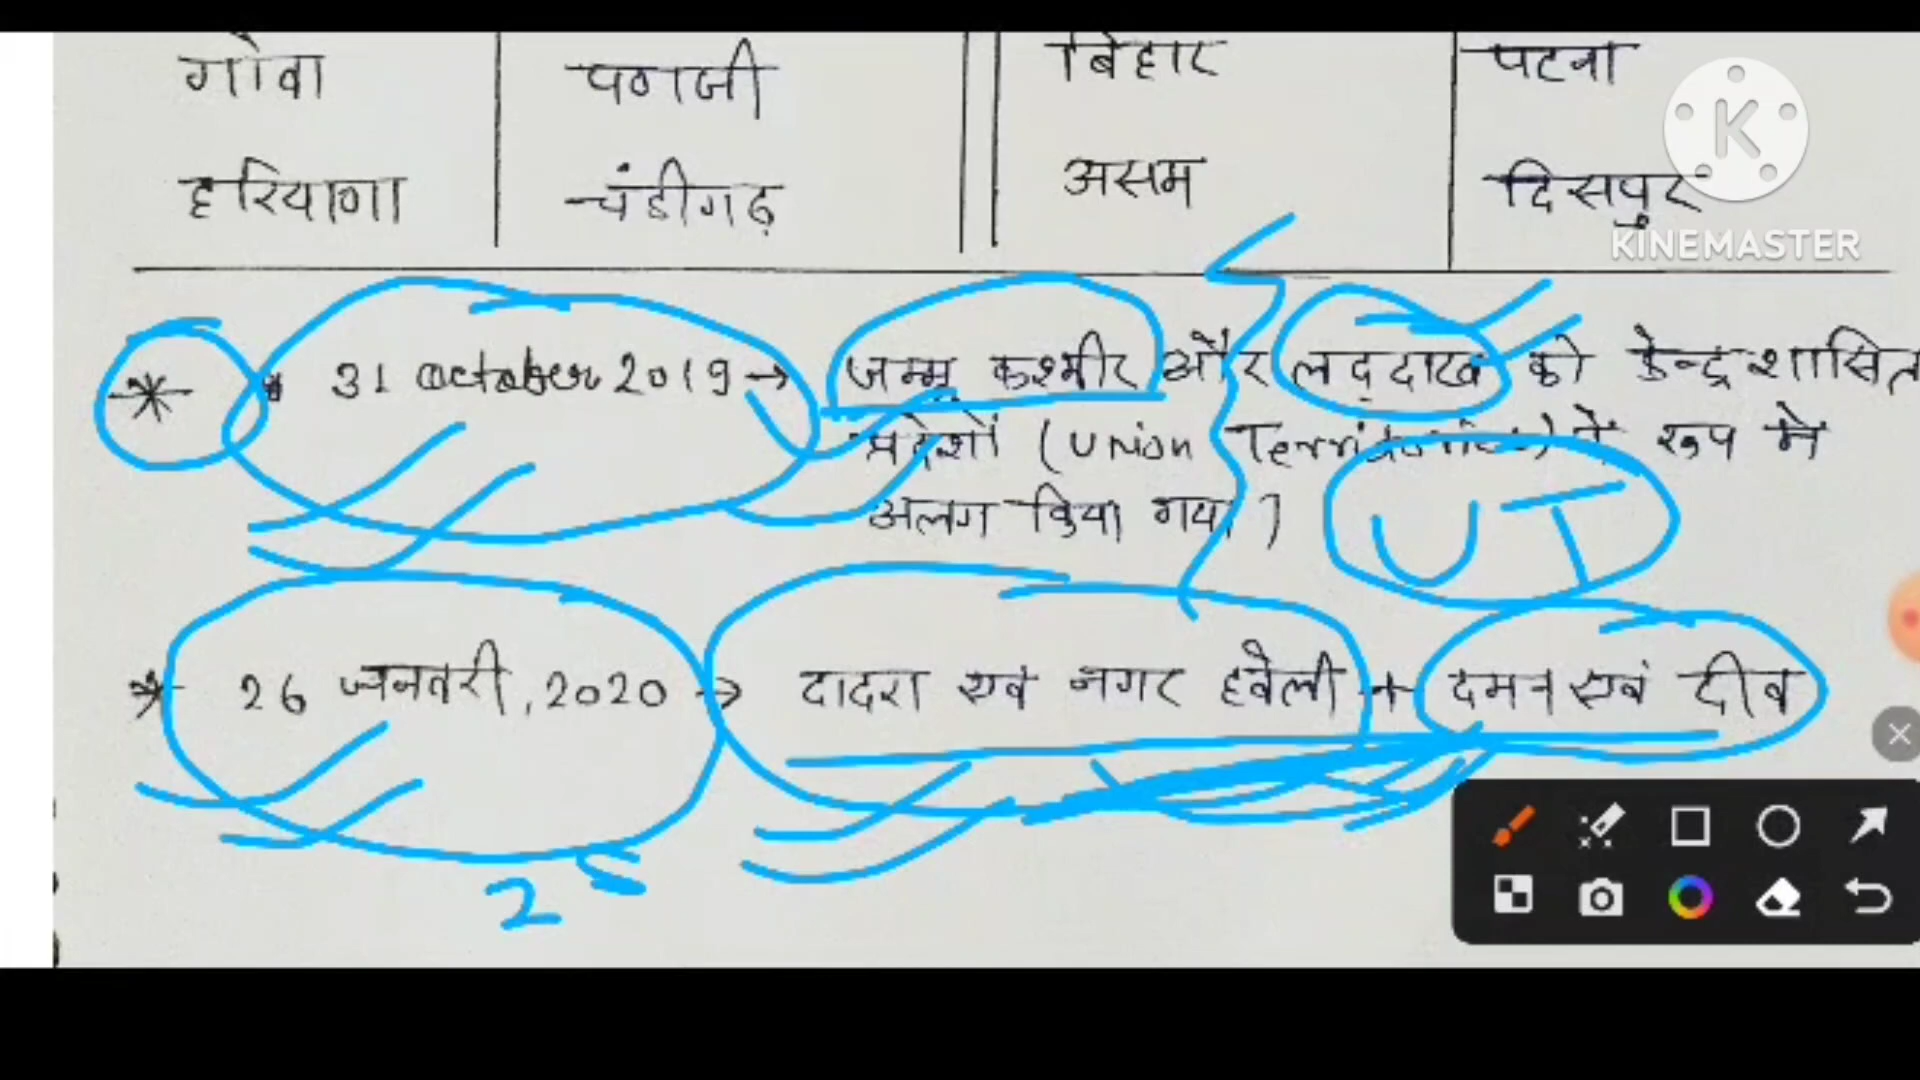 गोवा पणजी बिहार पटना
हरियाणा चंडीगढ़ असम दिसपुर
K
KINEMASTER
* 31 october 2019 → जम्मू कश्मीर और लद्दाख को केन्द्र शासित
प्रदेशों (Union Territories) के रूप में
अलग किया गया।
UT
* 26 जनवरी, 2020 → दादरा एवं नगर हवेली + दमन एवं दीव
2